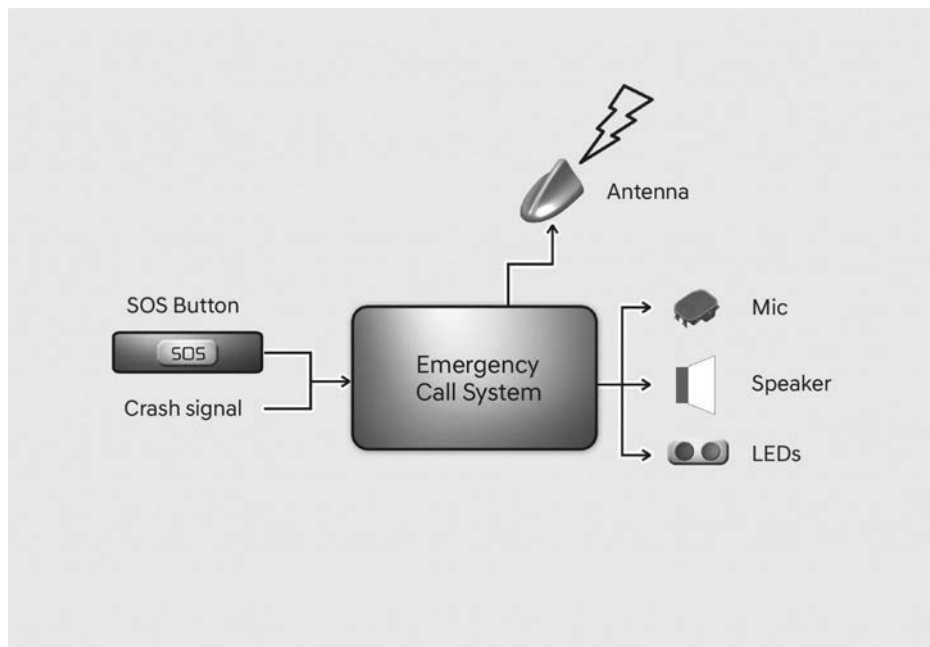 Antenna
SOS Button
SOS
Crash signal
Emergency
Call System
Mic
Speaker
LEDs